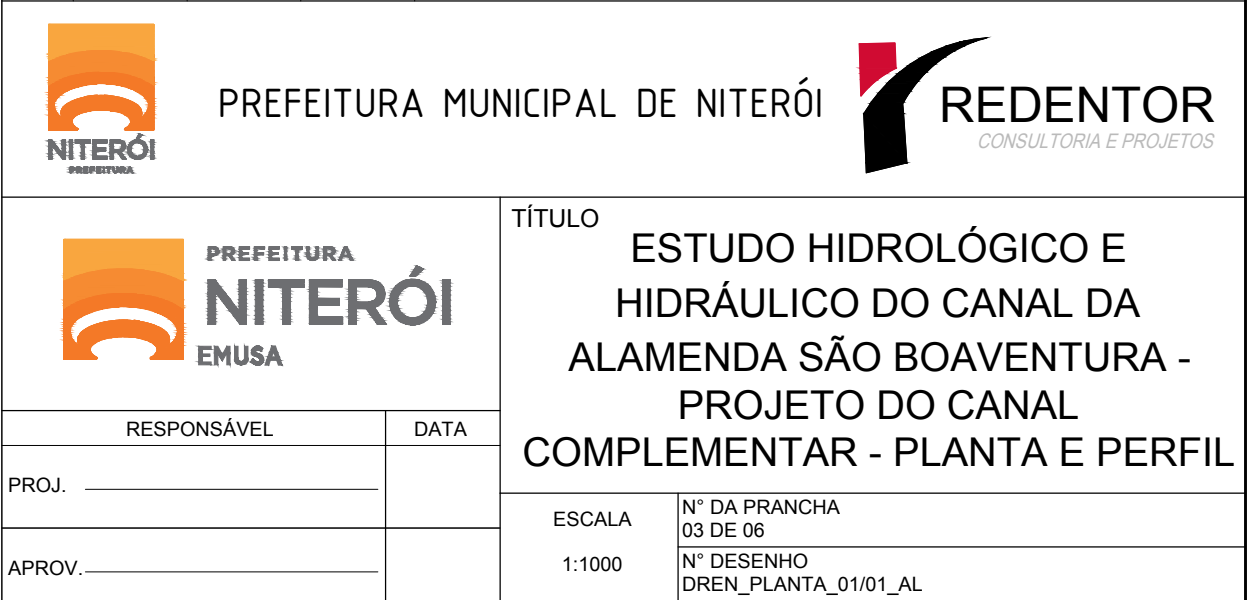 NITERÓI
PREFEITURA
PREFEITURA MUNICIPAL DE NITERÓI
REDENTOR
CONSULTORIA E PROJETOS
PREFEITURA
NITERÓI
EMUSA
TÍTULO
ESTUDO HIDROLÓGICO E
HIDRÁULICO DO CANAL DA
ALAMENDA SÃO BOAVENTURA -
PROJETO DO CANAL
COMPLEMENTAR - PLANTA E PERFIL
RESPONSÁVEL
DATA
PROJ.
APROV.
ESCALA
1:1000
N° DA PRANCHA
03 DE 06
N° DESENHO
DREN_PLANTA_01/01_AL